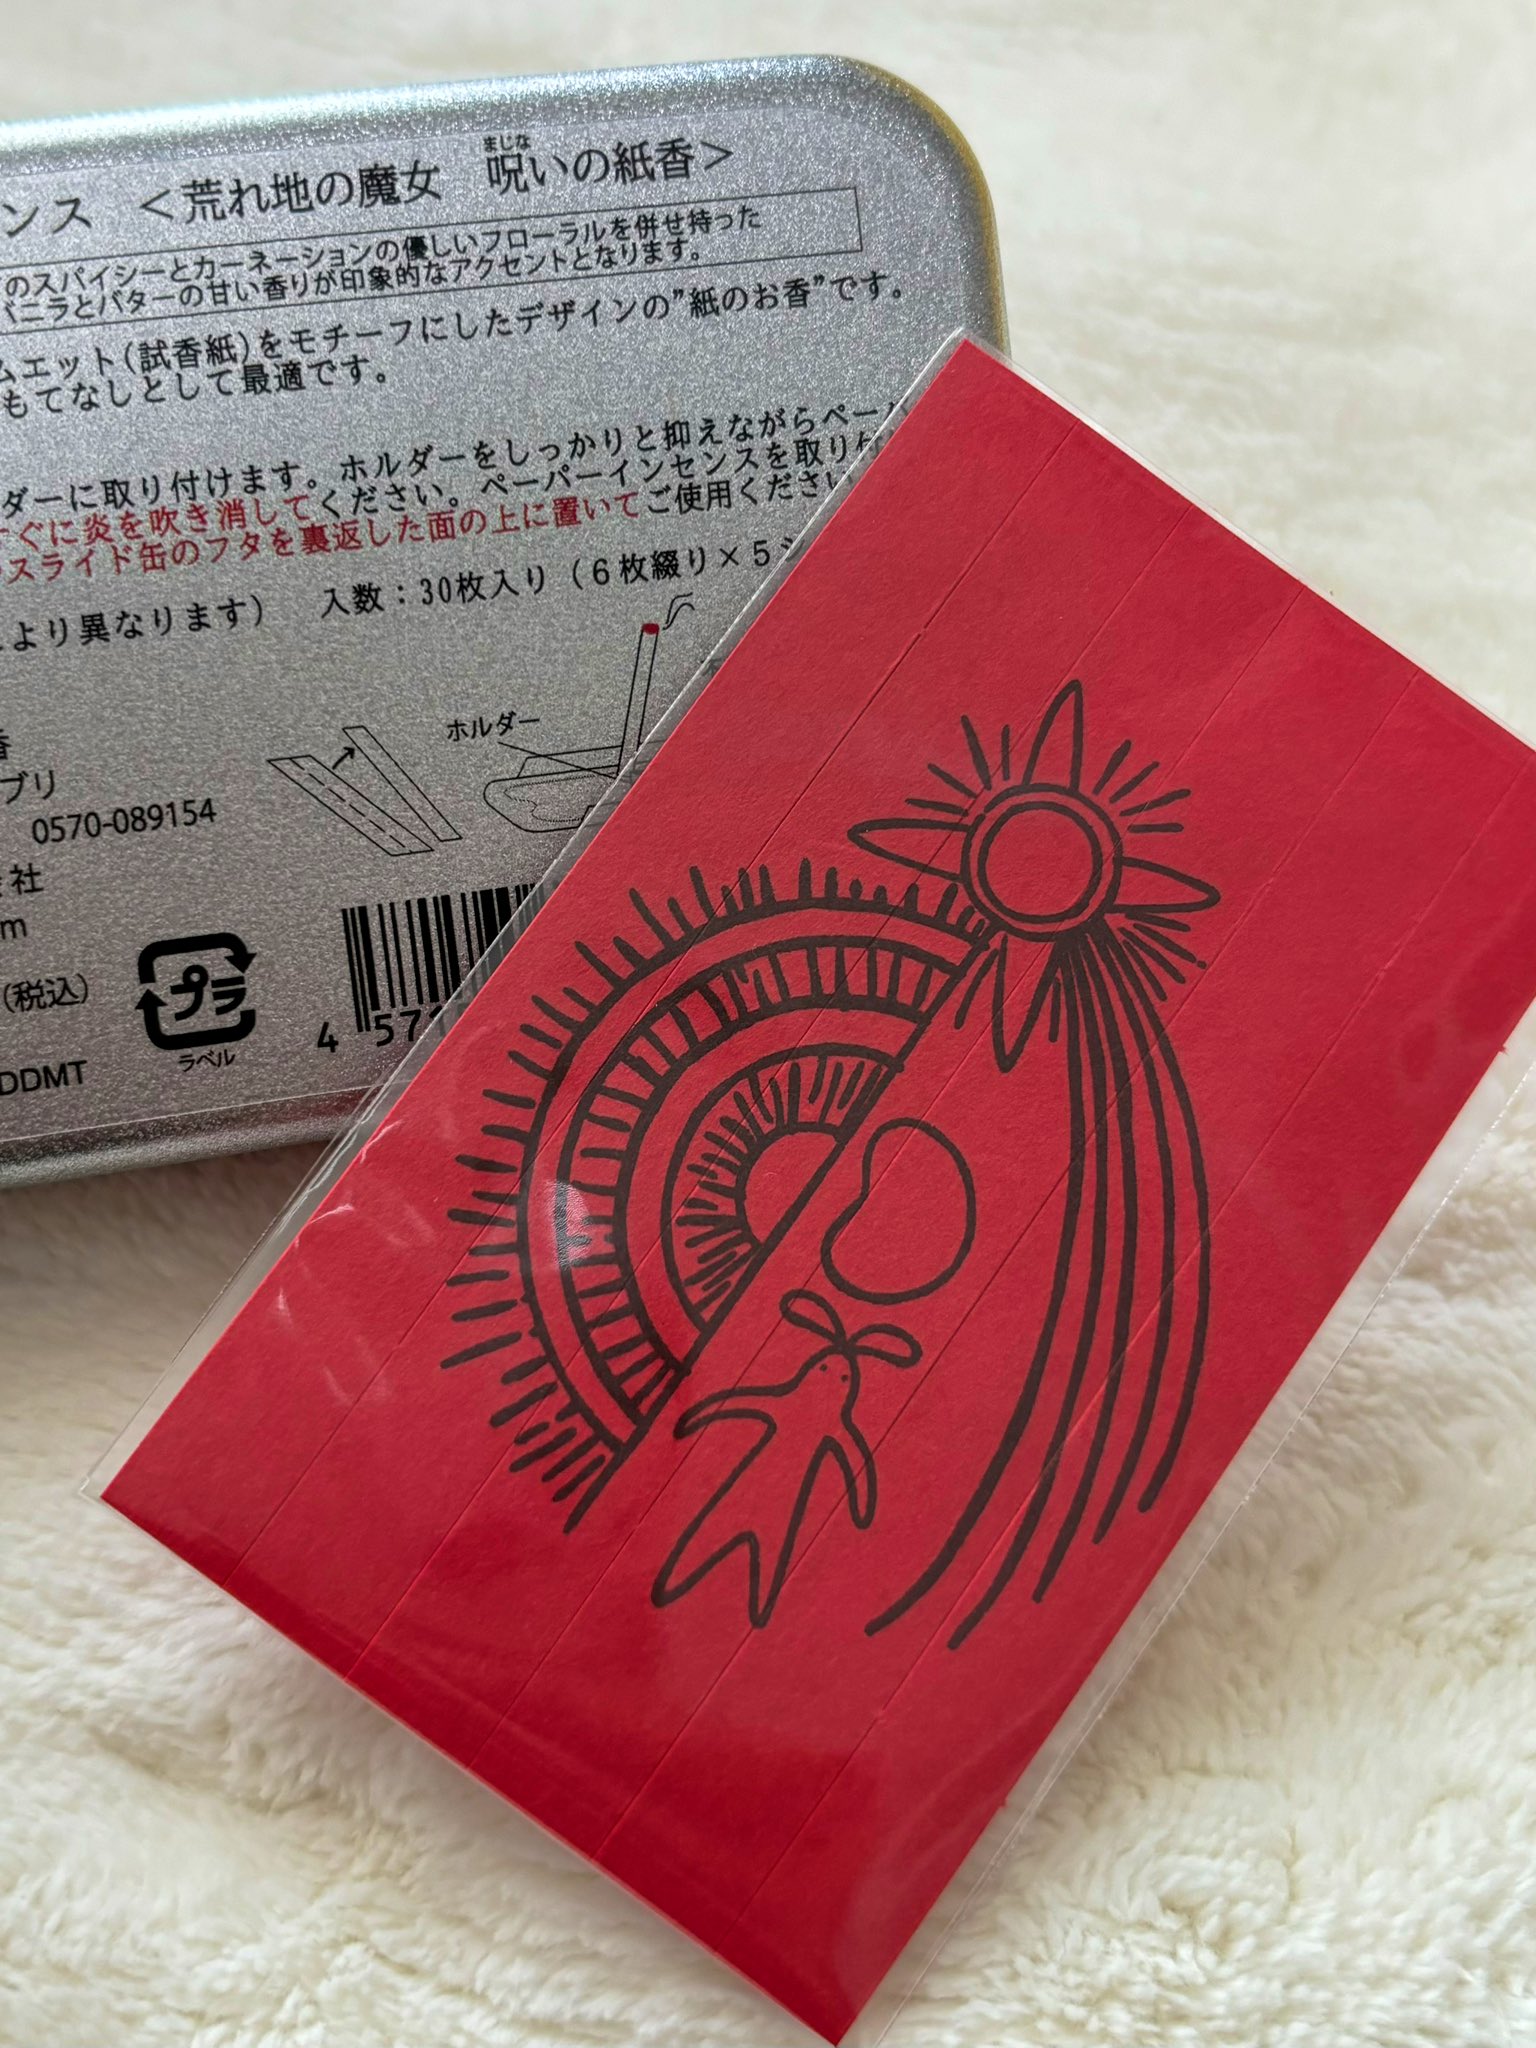 ンス <荒れ地の魔女 呪いの紙香>
まじな
のスパイシーとカーネーションの優しいフローラルを併せ持った
バニラとバターの甘い香りが印象的なアクセントとなります。
ムエット(試香紙)をモチーフにしたデザインの”紙のお香”です。
もてなしとして最適です。
ダーに取り付けます。ホルダーをしっかりと抑えながらペーパ
すぐに炎を吹き消してください。ペーパーインセンスを取り付
スライド缶のフタを裏返した面の上に置いてご使用ください
より異なります) 入数:30枚入り(6枚綴り×5シ
ホルダー
香
ブリ
0570-089154
会社
m
(税込)
プラ
ラベル
DDMT
4 57